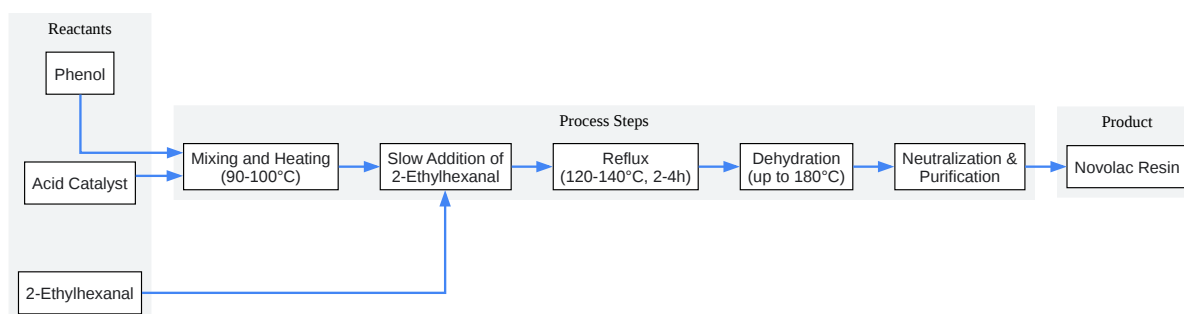 Reactants
Phenol
Acid Catalyst
2-Ethylhexanal
Process Steps
Mixing and Heating
(90-100°C)
Slow Addition of
2-Ethylhexanal
Reflux
(120-140°C, 2-4h)
Dehydration
(up to 180°C)
Neutralization &
Purification
Product
Novolac Resin